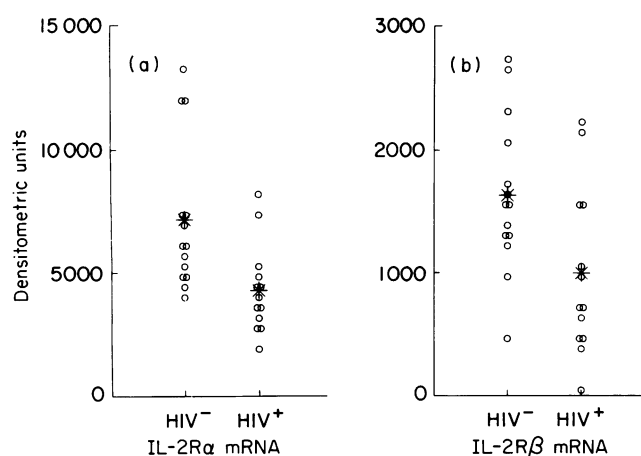 15 000
10 000
5000
0
Densitometric units
(a)
HIV⁻ HIV⁺
IL-2Rα mRNA
3000
2000
1000
0
(b)
HIV⁻ HIV⁺
IL-2Rβ mRNA